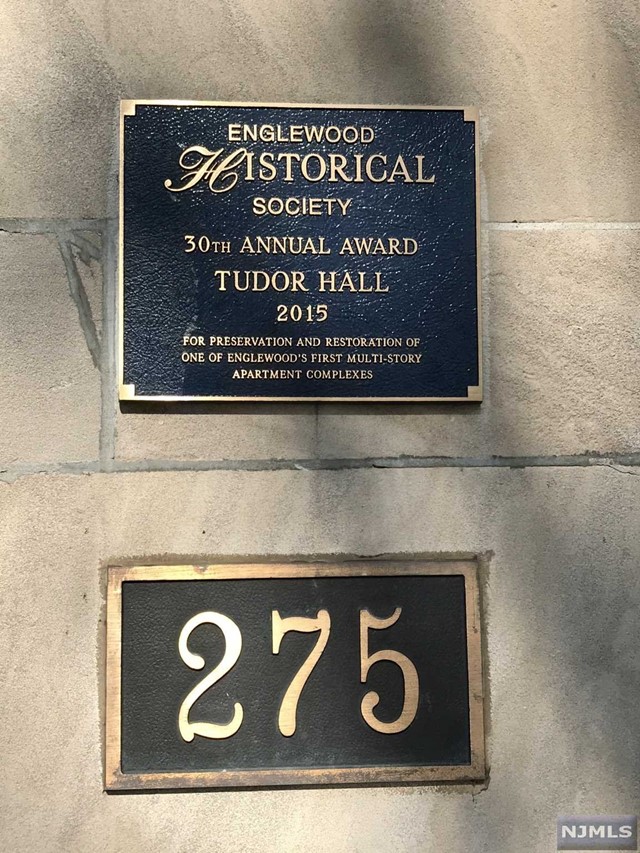 ENGLEWOOD
HISTORICAL
SOCIETY
30TH ANNUAL AWARD
TUDOR HALL
2015
FOR PRESERVATION AND RESTORATION OF
ONE OF ENGLEWOOD'S FIRST MULTI-STORY
APARTMENT COMPLEXES
275
NJMLS